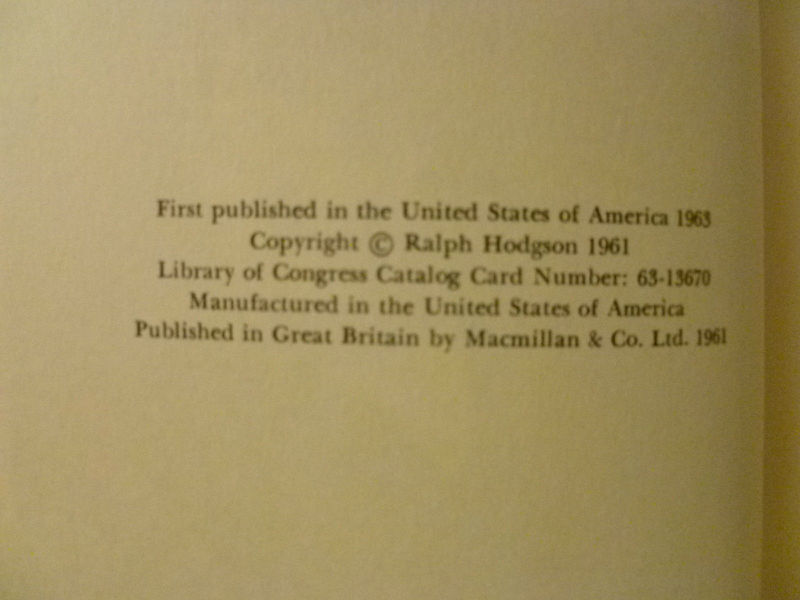 First published in the United States of America 1963
Copyright © Ralph Hodgson 1961
Library of Congress Catalog Card Number: 63-13670
Manufactured in the United States of America
Published in Great Britain by Macmillan & Co. Ltd. 1961